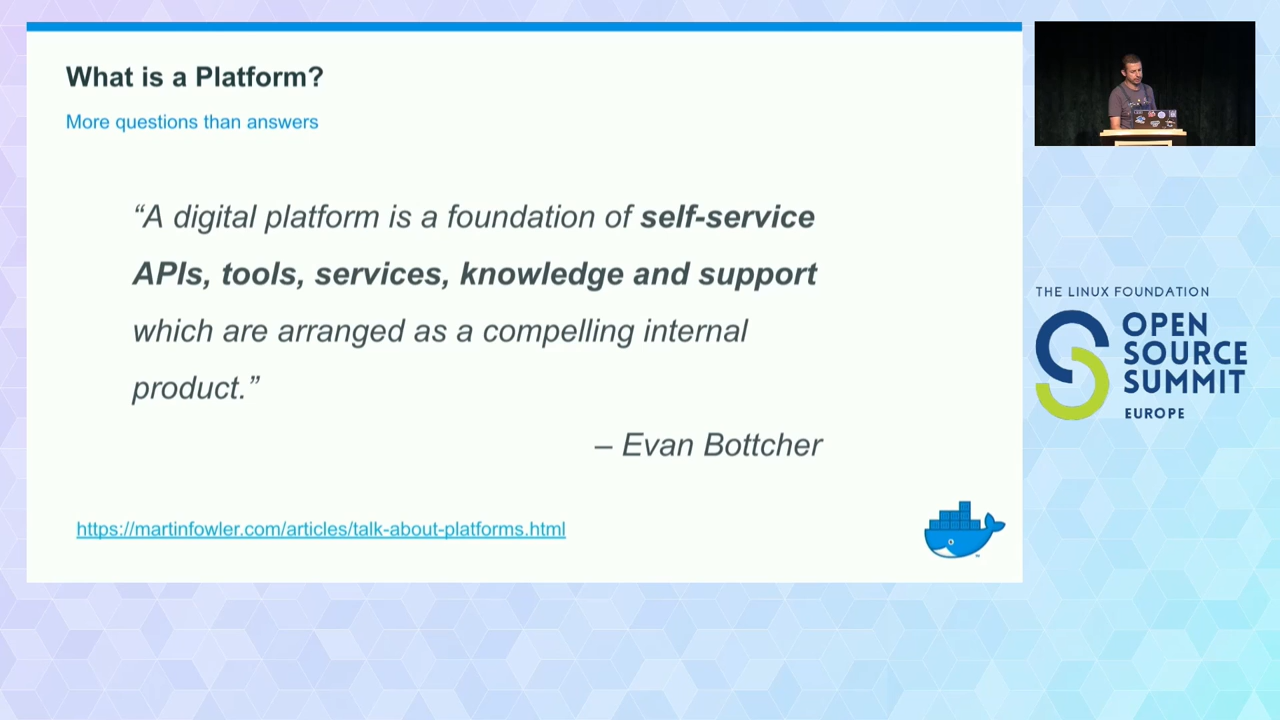 What is a Platform?
More questions than answers
“A digital platform is a foundation of self-service
APIs, tools, services, knowledge and support
which are arranged as a compelling internal
product.”
– Evan Bottcher
https://martinfowler.com/articles/talk-about-platforms.html
THE LINUX FOUNDATION
OPEN
SOURCE
SUMMIT
EUROPE